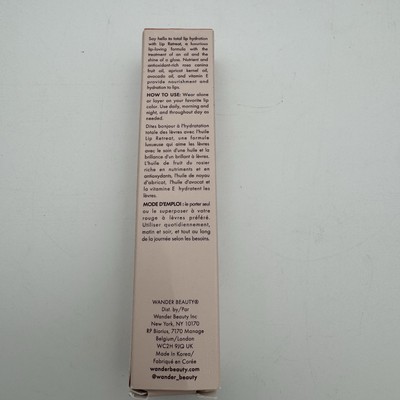 Say hello to total lip hydration
with Lip Retreat, a luxurious
lip-loving formula with the
treatment of an oil and the
shine of a gloss. Nutrient and
antioxidant-rich rose canina
fruit oil, apricot kernel oil,
avocado oil, and vitamin E
provide nourishment and
hydration to lips.
HOW TO USE: Wear alone
or layer on your favorite lip
color. Use daily, morning and
night, and throughout day as
needed.
Dites bonjour à l'hydratation
totale des lèvres avec l'huile
Lip Retreat, une formule
luxueuse qui aime les lèvres
avec le soin d'une huile et la
brillance d'un brillant à lèvres.
L'huile de fruit du rosier
riche en nutriments et en
antioxydants, l'huile de noyau
d'abricot, l'huile d'avocat et
la vitamine E hydratent les
lèvres.
MODE D'EMPLOI : le porter seul
ou le superposer à votre
rouge à lèvres préféré.
Utiliser quotidiennement,
matin et soir, et tout au long
de la journée selon les besoins.
WANDER BEAUTY®
Dist. by/Par
Wander Beauty Inc
New York, NY 10170
RP Biorius, 7170 Manage
Belgium/London
WC2H 9JQ UK
Made in Korea/
Fabriqué en Corée
wanderbeauty.com
@wander_beauty